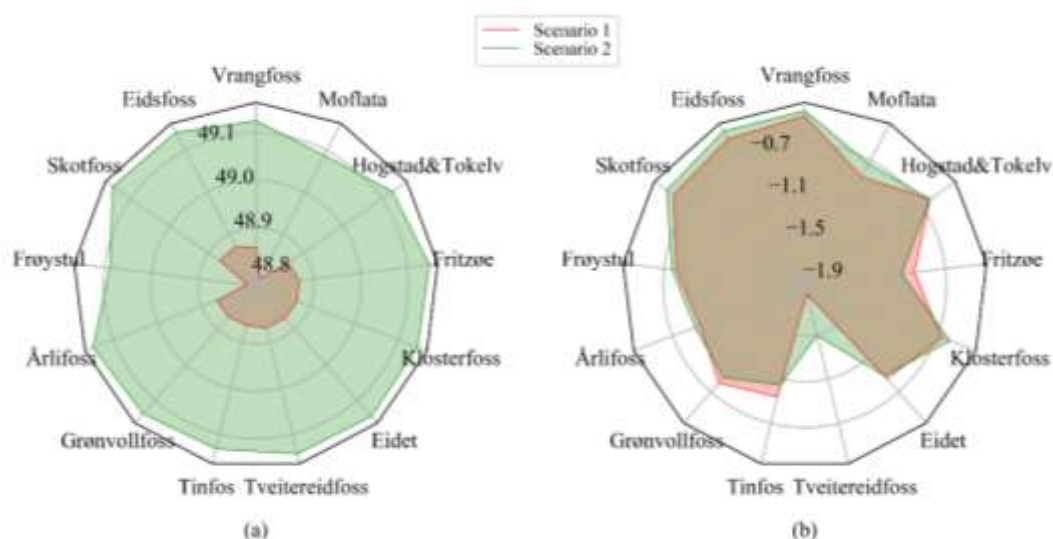 Scenario 1
Scenario 2
Vrangfoss
Eidsfoss
Moflata
Skotfoss
Hogstad&Tokelv
Frøystul
Fritzøe
Årlifoss
Klosterfoss
Grønvollfoss
Eidet
Tinfos
Tveitereidfoss
49.1
49.0
48.9
48.8
(a)
Vrangfoss
Eidsfoss
Moflata
Skotfoss
Hogstad&Tokelv
Frøystul
Fritzøe
Årlifoss
Klosterfoss
Grønvollfoss
Eidet
Tinfos
Tveitereidfoss
−0.7
−1.1
−1.5
−1.9
(b)